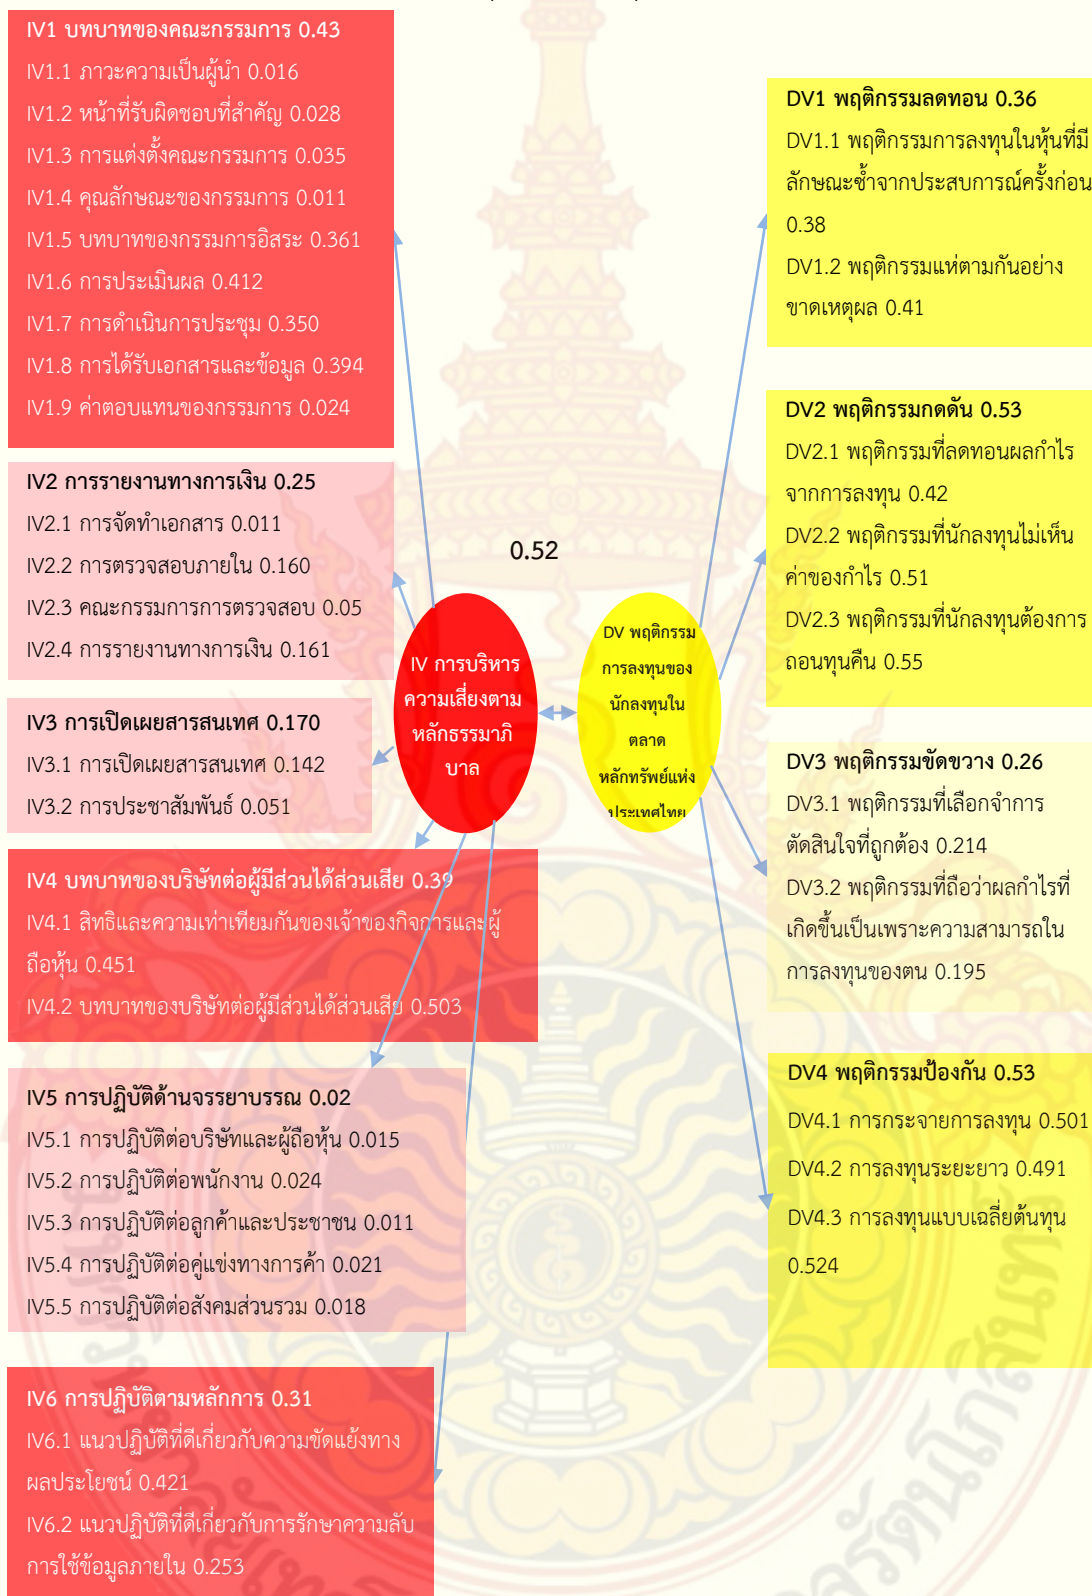 IV1 บทบาทของคณะกรรมการ 0.43
IV1.1 ภาวะความเป็นผู้นำ 0.016
IV1.2 หน้าที่รับผิดชอบที่สำคัญ 0.028
IV1.3 การแต่งตั้งคณะกรรมการ 0.035
IV1.4 คุณลักษณะของกรรมการ 0.011
IV1.5 บทบาทของกรรมการอิสระ 0.361
IV1.6 การประเมินผล 0.412
IV1.7 การดำเนินการประชุม 0.350
IV1.8 การได้รับเอกสารและข้อมูล 0.394
IV1.9 ค่าตอบแทนของกรรมการ 0.024
IV2 การรายงานทางการเงิน 0.25
IV2.1 การจัดทำเอกสาร 0.011
IV2.2 การตรวจสอบภายใน 0.160
IV2.3 คณะกรรมการการตรวจสอบ 0.05
IV2.4 การรายงานทางการเงิน 0.161
IV3 การเปิดเผยสารสนเทศ 0.170
IV3.1 การเปิดเผยสารสนเทศ 0.142
IV3.2 การประชาสัมพันธ์ 0.051
IV4 บทบาทของบริษัทต่อผู้มีส่วนได้ส่วนเสีย 0.39
IV4.1 สิทธิและความเท่าเทียมกันของเจ้าของกิจการและผู้
ถือหุ้น 0.451
IV4.2 บทบาทของบริษัทต่อผู้มีส่วนได้ส่วนเสีย 0.503
IV5 การปฏิบัติด้านจรรยาบรรณ 0.02
IV5.1 การปฏิบัติต่อบริษัทและผู้ถือหุ้น 0.015
IV5.2 การปฏิบัติต่อพนักงาน 0.024
IV5.3 การปฏิบัติต่อลูกค้าและประชาชน 0.011
IV5.4 การปฏิบัติต่อคู่แข่งทางการค้า 0.021
IV5.5 การปฏิบัติต่อสังคมส่วนรวม 0.018
IV6 การปฏิบัติตามหลักการ 0.31
IV6.1 แนวปฏิบัติที่ดีเกี่ยวกับความขัดแย้งทาง
ผลประโยชน์ 0.421
IV6.2 แนวปฏิบัติที่ดีเกี่ยวกับการรักษาความลับ
การใช้ข้อมูลภายใน 0.253
0.52
IV การบริหาร
ความเสี่ยงตาม
หลักธรรมาภิ
บาล
DV พฤติกรรม
การลงทุนของ
นักลงทุนใน
ตลาด
หลักทรัพย์แห่ง
ประเทศไทย
DV1 พฤติกรรมลดทอน 0.36
DV1.1 พฤติกรรมการลงทุนในหุ้นที่มี
ลักษณะซ้ำจากประสบการณ์ครั้งก่อน
0.38
DV1.2 พฤติกรรมแห่ตามกันอย่าง
ขาดเหตุผล 0.41
DV2 พฤติกรรมกดดัน 0.53
DV2.1 พฤติกรรมที่ลดทอนผลกำไร
จากการลงทุน 0.42
DV2.2 พฤติกรรมที่นักลงทุนไม่เห็น
ค่าของกำไร 0.51
DV2.3 พฤติกรรมที่นักลงทุนต้องการ
ถอนทุนคืน 0.55
DV3 พฤติกรรมขัดขวาง 0.26
DV3.1 พฤติกรรมที่เลือกจำการ
ตัดสินใจที่ถูกต้อง 0.214
DV3.2 พฤติกรรมที่ถือว่าผลกำไรที่
เกิดขึ้นเป็นเพราะความสามารถใน
การลงทุนของตน 0.195
DV4 พฤติกรรมป้องกัน 0.53
DV4.1 การกระจายการลงทุน 0.501
DV4.2 การลงทุนระยะยาว 0.491
DV4.3 การลงทุนแบบเฉลี่ยต้นทุน
0.524